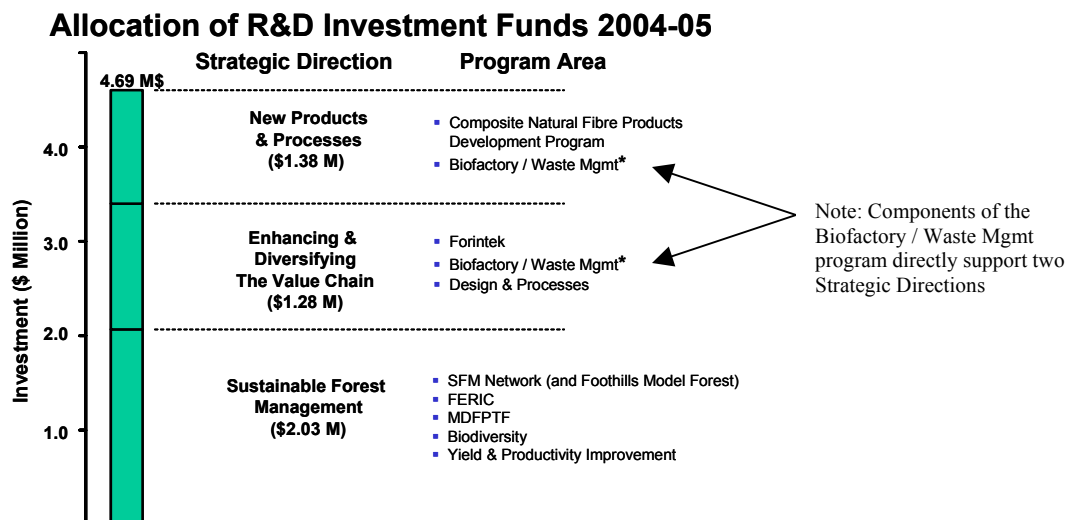 Allocation of R&D Investment Funds 2004-05
Strategic Direction
Program Area
4.69 M$
New Products
& Processes
($1.38 M)
▪ Composite Natural Fibre Products
Development Program
▪ Biofactory / Waste Mgmt*
4.0
Note: Components of the
Biofactory / Waste Mgmt
program directly support two
Strategic Directions
Enhancing &
Diversifying
The Value Chain
($1.28 M)
▪ Forintek
▪ Biofactory / Waste Mgmt*
▪ Design & Processes
3.0
2.0
Sustainable Forest
Management
($2.03 M)
▪ SFM Network (and Foothills Model Forest)
▪ FERIC
▪ MDFPTF
▪ Biodiversity
▪ Yield & Productivity Improvement
1.0
Investment ($ Million)